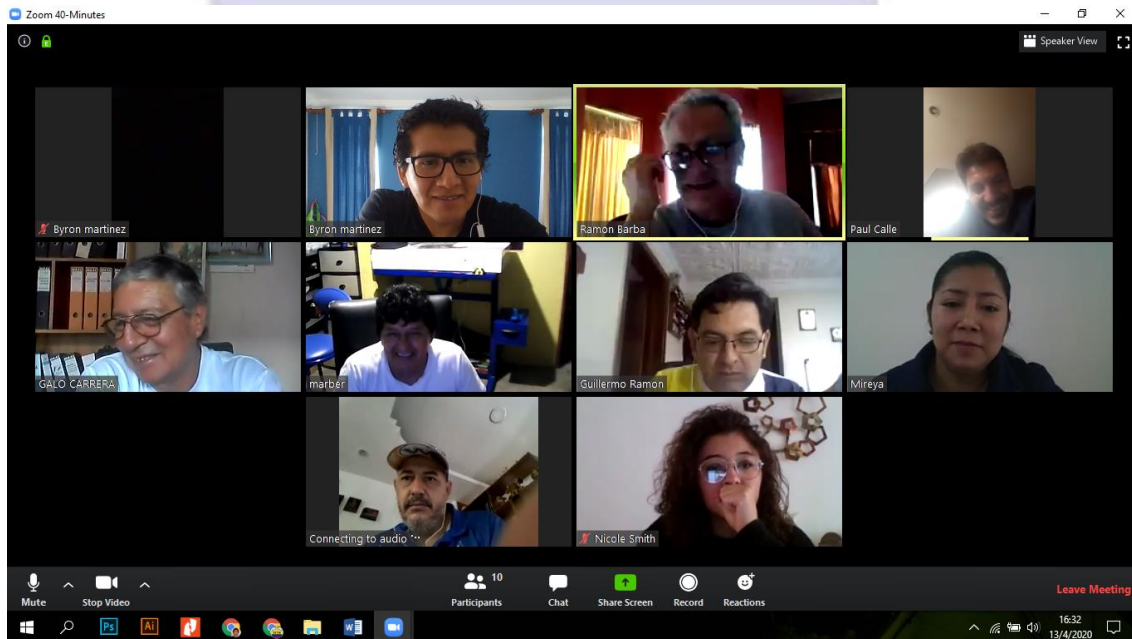 Zoom 40-Minutes
Speaker View
Byron martinez
Byron martinez
Ramon Barba
Paul Calle
GALO CARRERA
marber
Guillermo Ramon
Mireya
Connecting to audio ...
Nicole Smith
Mute
Stop Video
Participants
10
Chat
Share Screen
Record
Reactions
Leave Meeting
Ps
Ai
16:32
13/4/2020